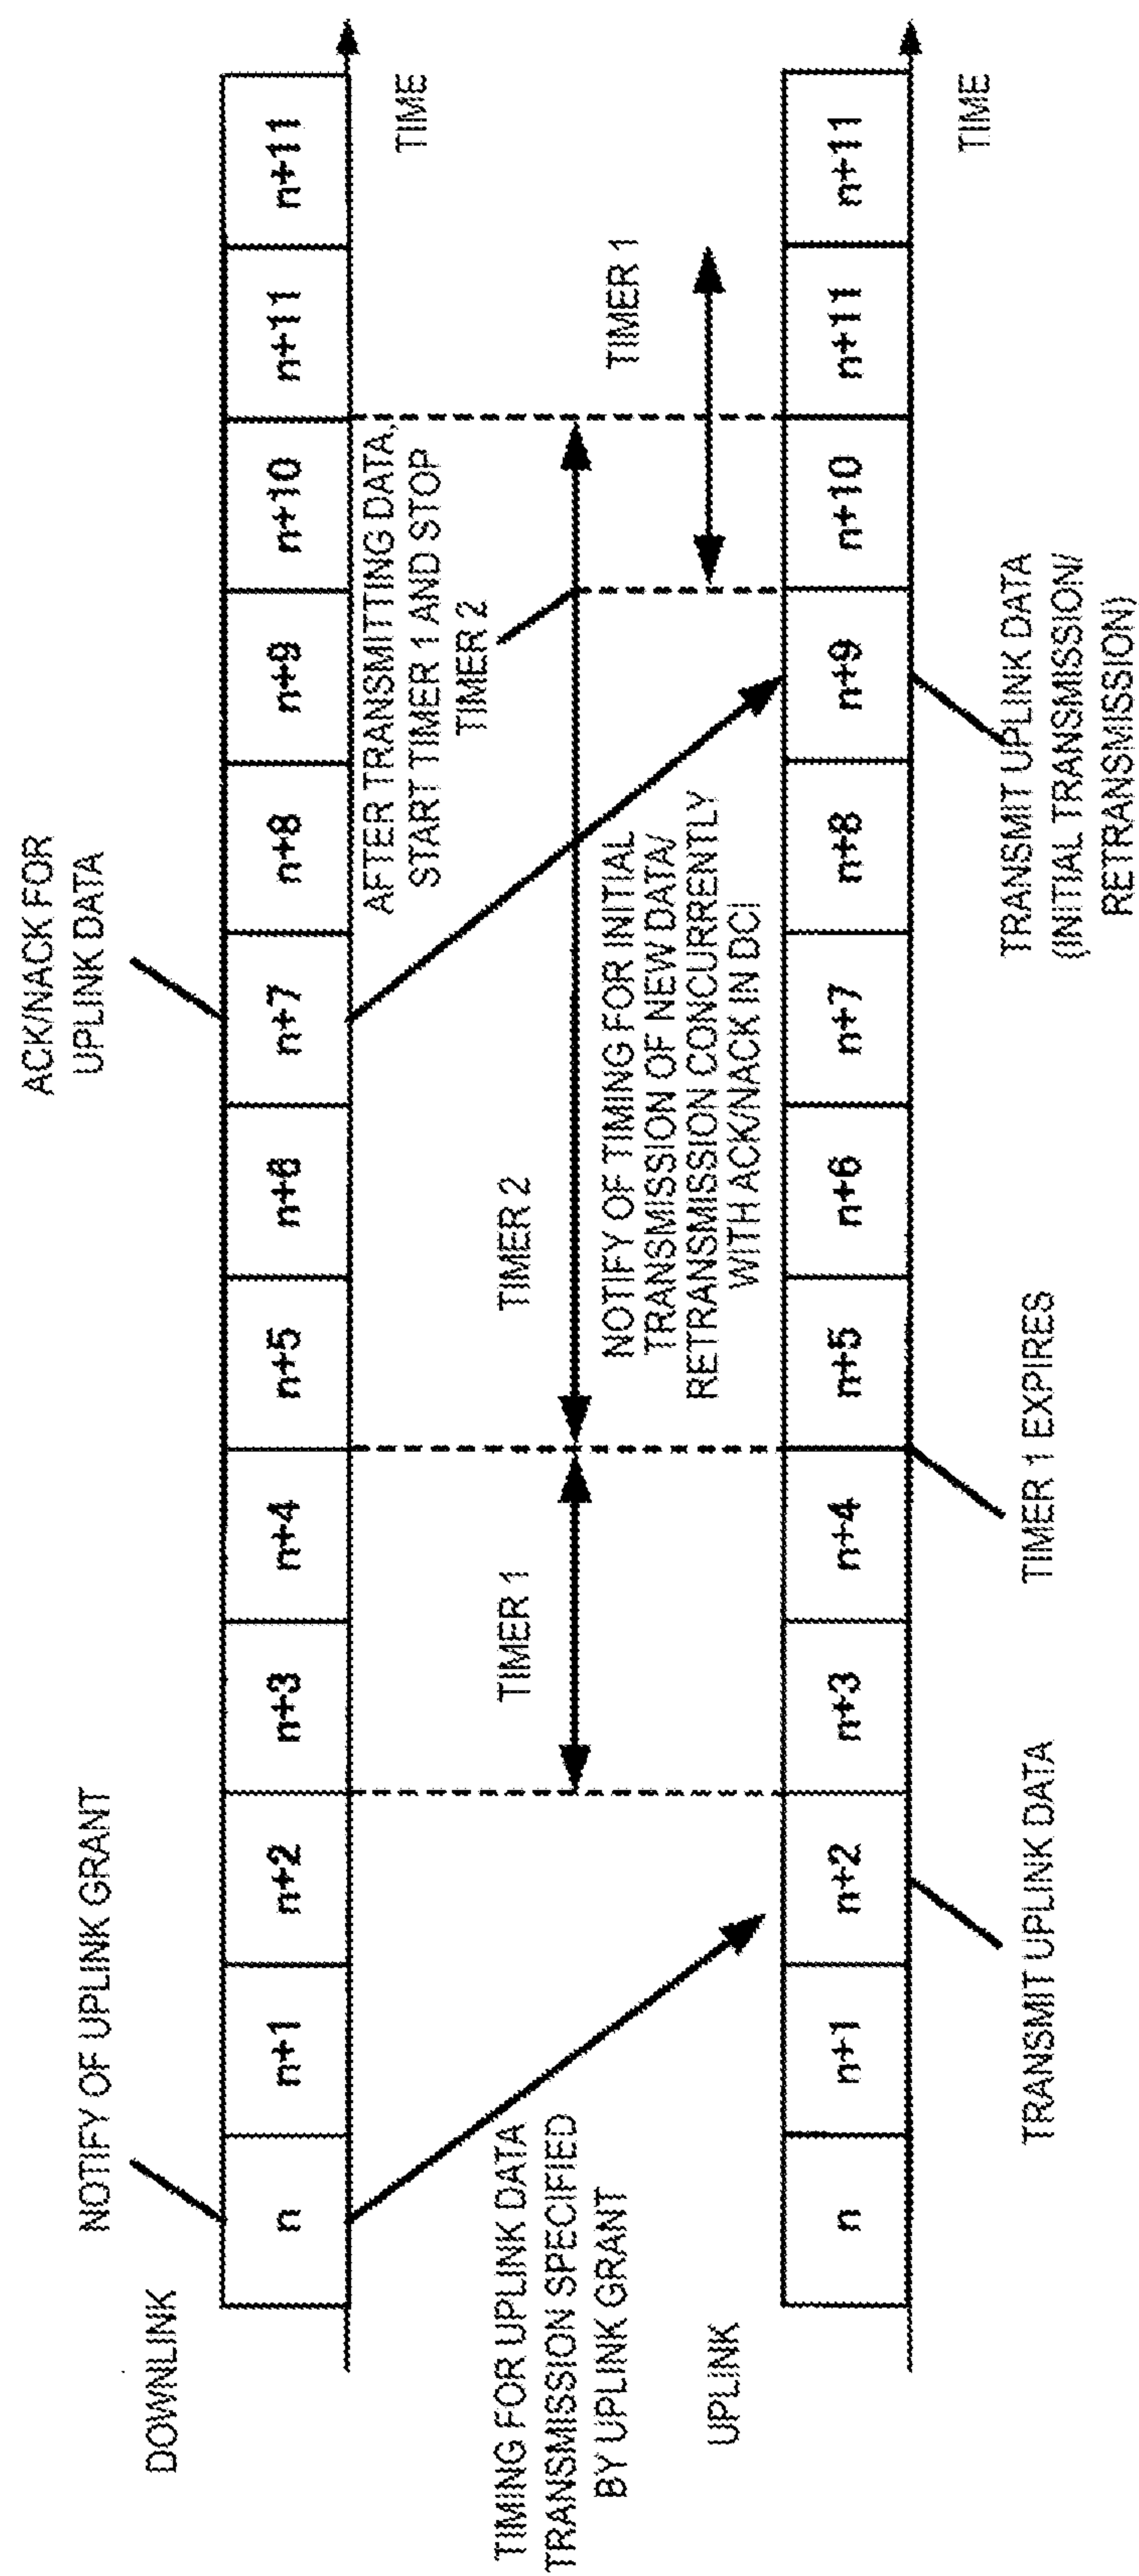 DOWNLINK
NOTIFY OF UPLINK GRANT
ACK/NACK FOR
UPLINK DATA
n
n+1
n+2
n+3
n+4
n+5
n+6
n+7
n+8
n+9
n+10
n+11
n+11
TIME
TIMING FOR UPLINK DATA
TRANSMISSION SPECIFIED
BY UPLINK GRANT
TIMER 1
TIMER 2
AFTER TRANSMITTING DATA,
START TIMER 1 AND STOP
TIMER 2
NOTIFY OF TIMING FOR INITIAL
TRANSMISSION OF NEW DATA/
RETRANSMISSION CONCURRENTLY
WITH ACK/NACK IN DCI
TIMER 1
UPLINK
n
n+1
n+2
n+3
n+4
n+5
n+6
n+7
n+8
n+9
n+10
n+11
n+11
TIME
TRANSMIT UPLINK DATA
TIMER 1 EXPIRES
TRANSMIT UPLINK DATA
(INITIAL TRANSMISSION/
RETRANSMISSION)